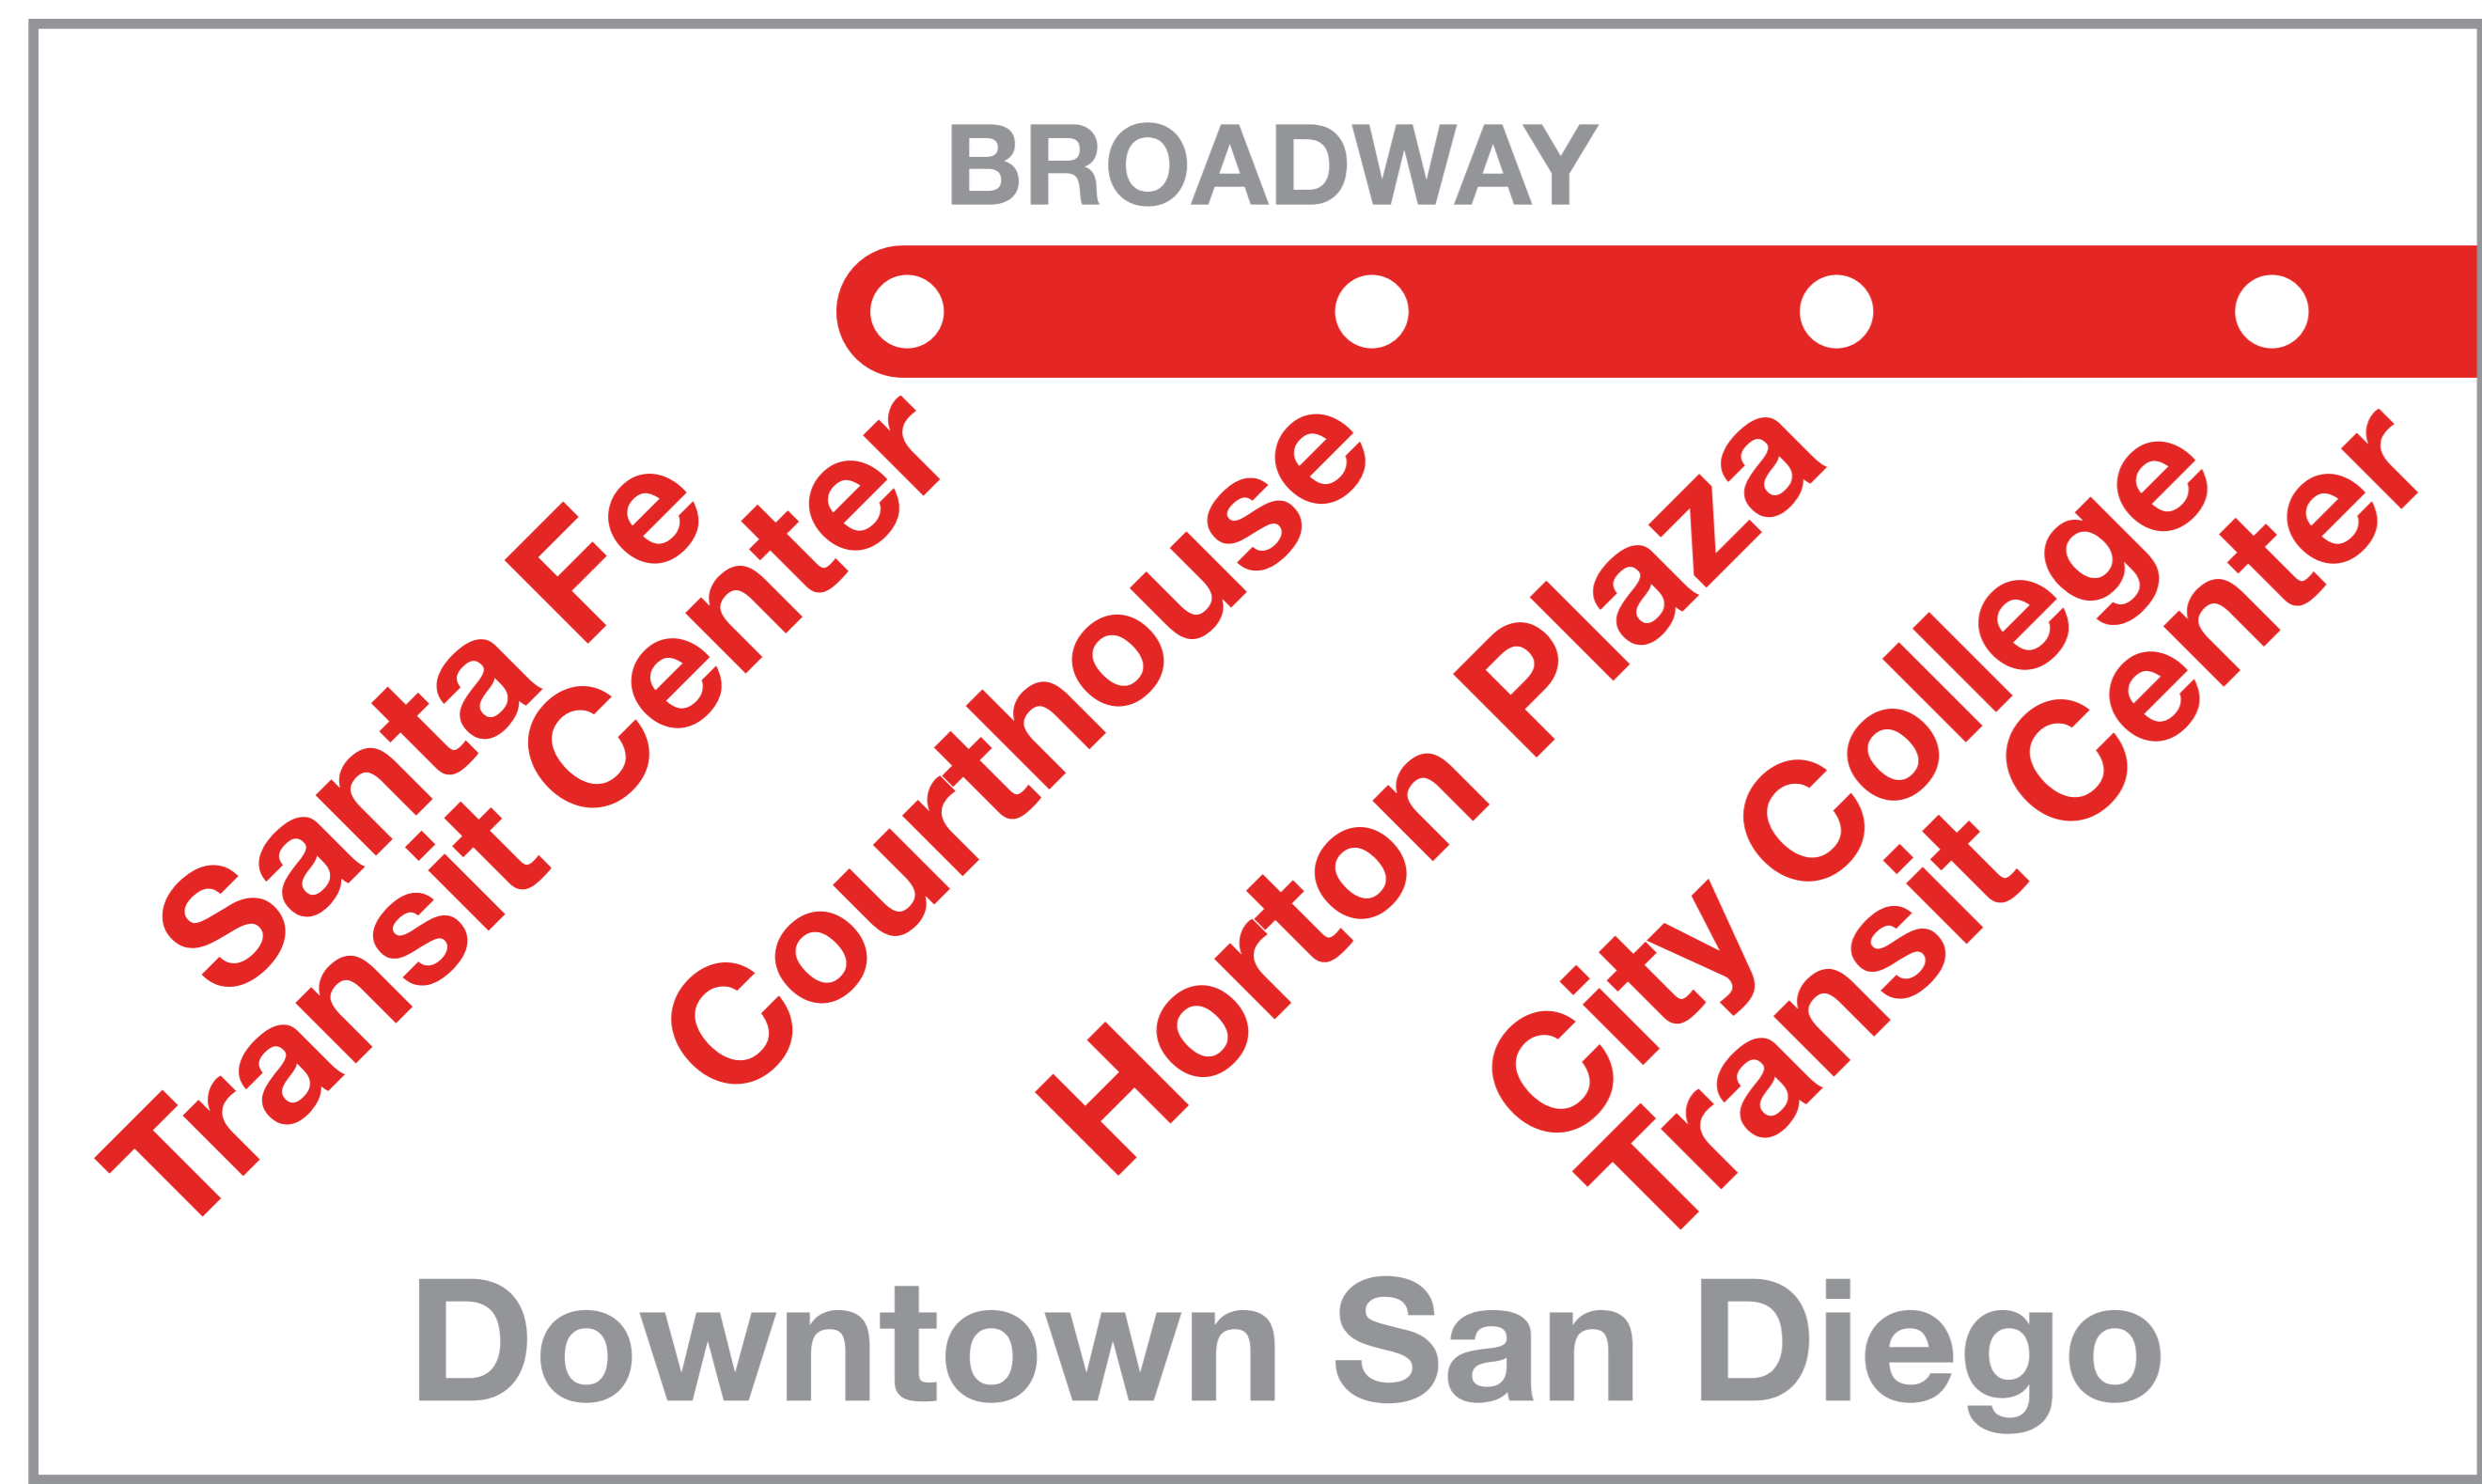 BROADWAY
Santa Fe
Transit Center
Courthouse
Horton Plaza
City College
Transit Center
Downtown San Diego